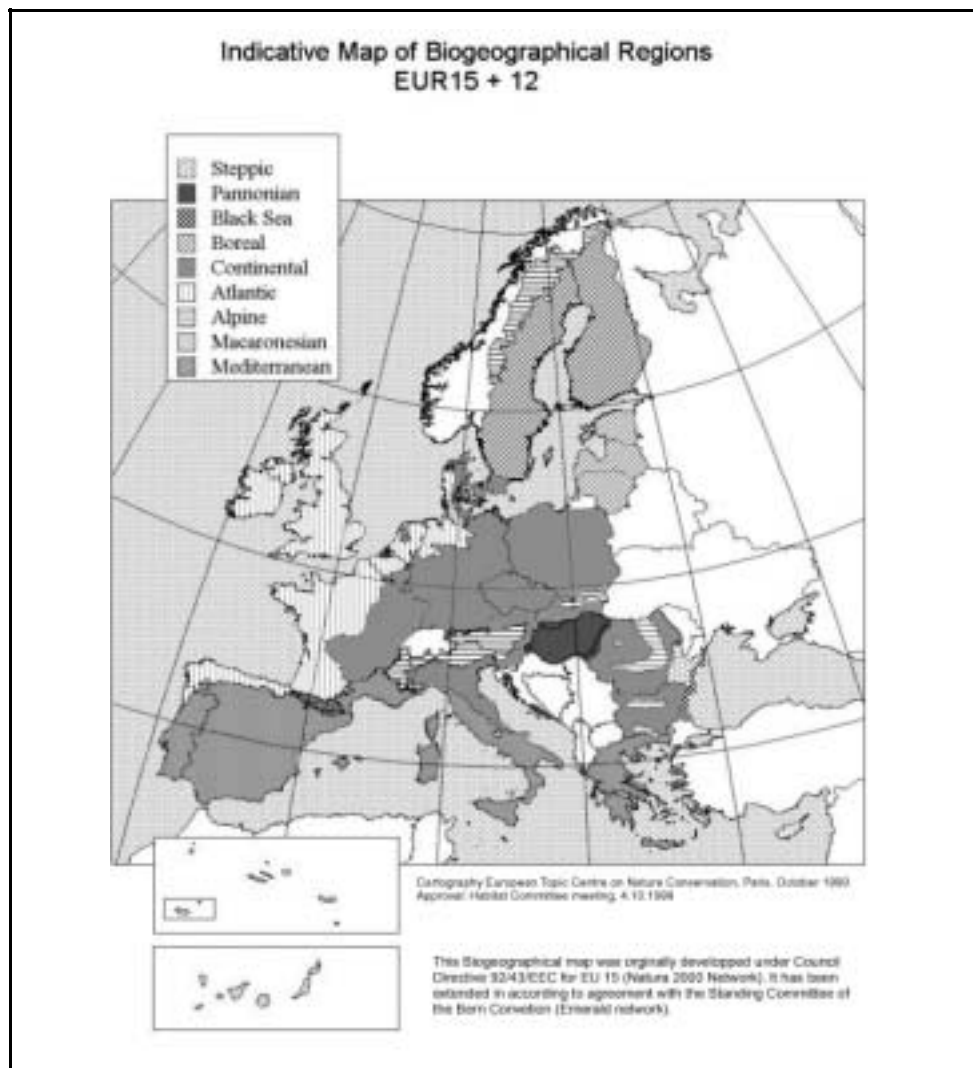 Indicative Map of Biogeographical Regions
EUR15 + 12
Steppic
Pannonian
Black Sea
Boreal
Continental
Atlantic
Alpine
Macaronesian
Mediterranean
Cartography European Topic Centre on Nature Conservation, Paris, October
Approval: Habitat Committee meeting, 4.10.
This Biogeographical map was orginally developped under Council
Directive 92/43/EEC for EU 15 (Natura 2000 Network). It has been
extended in according to agreement with the Standing Committee of
the Bern Convetion (Emerald network).